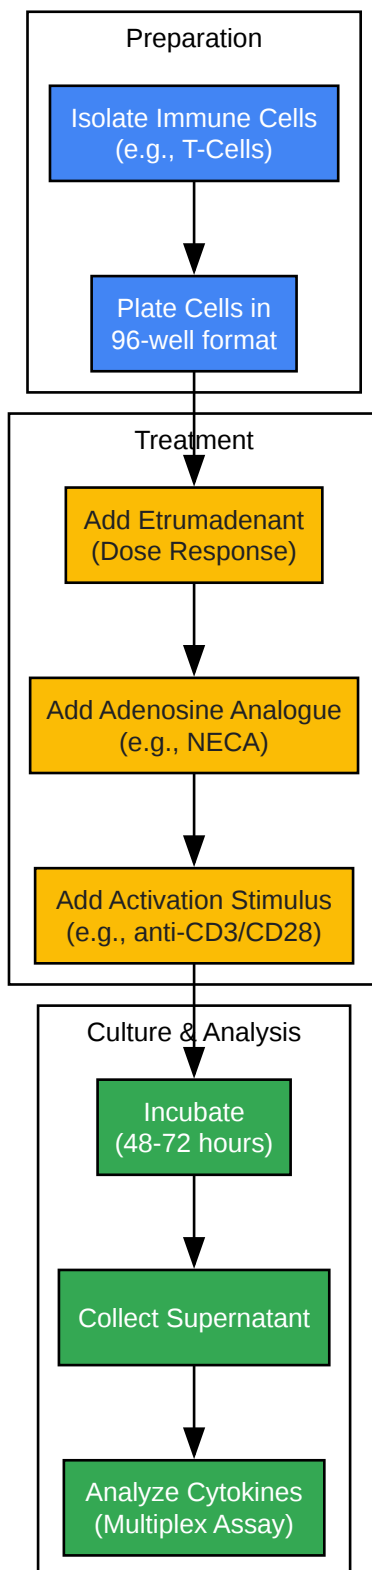 Preparation
Isolate Immune Cells
(e.g., T-Cells)
Plate Cells in
96-well format
Treatment
Add Etrumadenant
(Dose Response)
Add Adenosine Analogue
(e.g., NECA)
Add Activation Stimulus
(e.g., anti-CD3/CD28)
Culture & Analysis
Incubate
(48-72 hours)
Collect Supernatant
Analyze Cytokines
(Multiplex Assay)